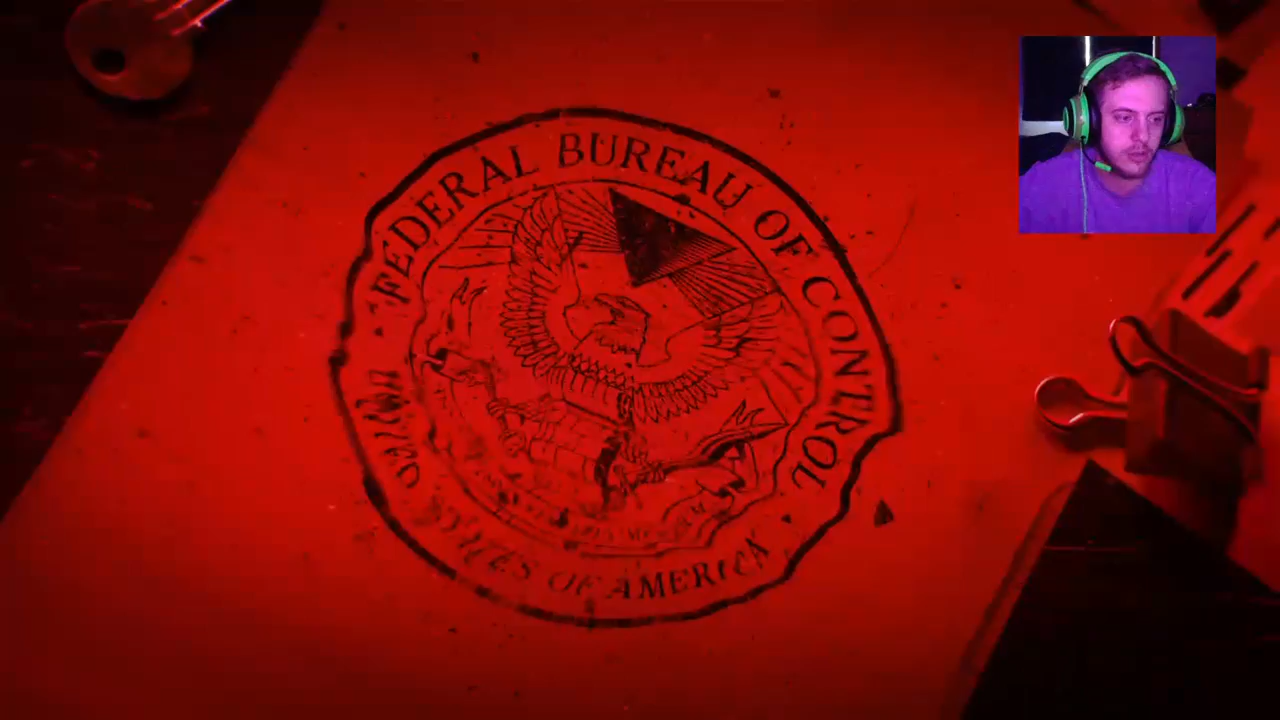 FEDERAL BUREAU OF CONTROL
UNITED STATES OF AMERICA